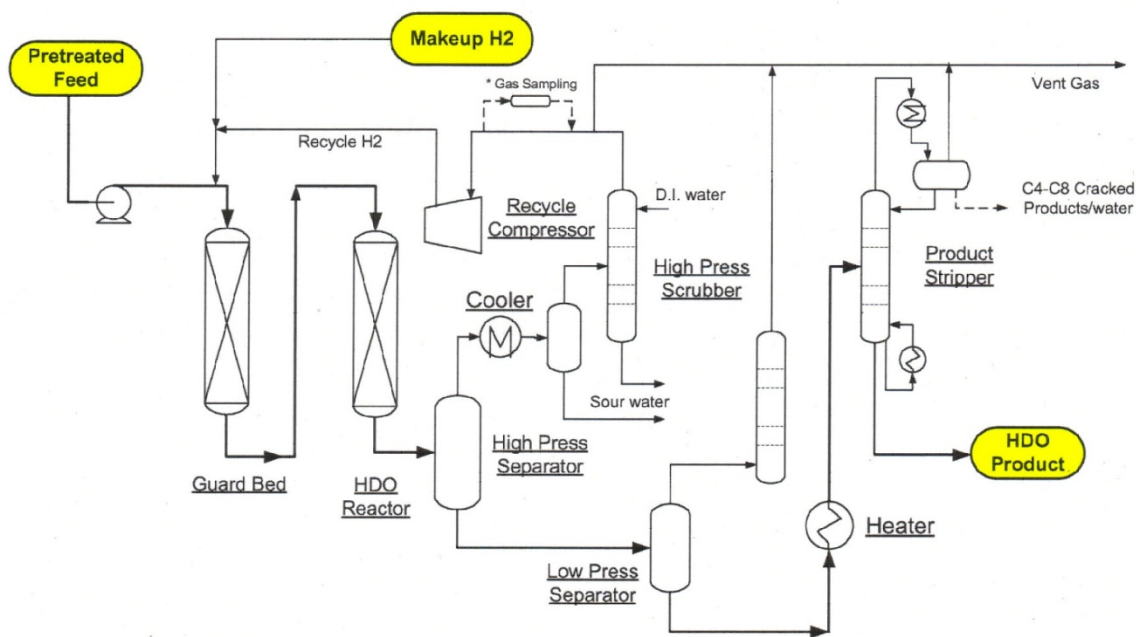 Makeup H2
Pretreated
Feed
* Gas Sampling
Vent Gas
Recycle H2
D.I. water
C4-C8 Cracked
Products/water
Recycle
Compressor
High Press
Scrubber
Product
Stripper
Cooler
Sour water
High Press
Separator
HDO
Product
Guard Bed
HDO
Reactor
Heater
Low Press
Separator